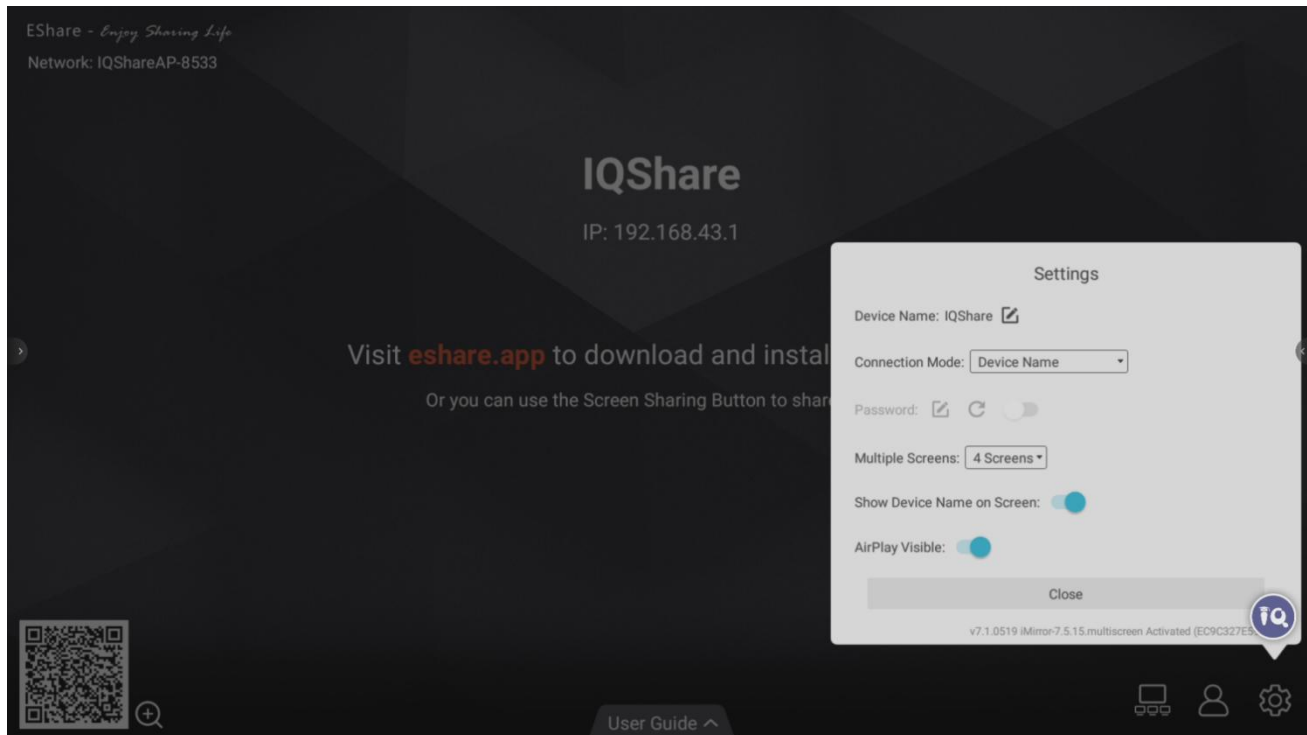 EShare - Enjoy Sharing Life
Network: IQShareAP-8533
IQShare
IP: 192.168.43.1
Visit eshare.app to download and instal
Or you can use the Screen Sharing Button to shar
Settings
Device Name: IQShare
Connection Mode: Device Name
Password:
Multiple Screens: 4 Screens
Show Device Name on Screen:
AirPlay Visible:
Close
v7.1.0519 iMirror-7.5.15.multiscreen Activated (EC9C327E5
iQ
User Guide